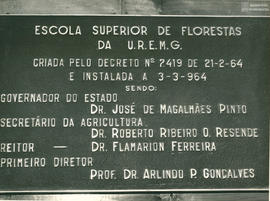 ESCOLA SUPERIOR DE FLORESTAS
DA U.R.E.M.G.
CRIADA PELO DECRETO Nº 2419 DE 21-2-64
E INSTALADA A 3-3-964
SENDO:
GOVERNADOR DO ESTADO
DR. JOSÉ DE MAGALHÃES PINTO
SECRETÁRIO DA AGRICULTURA
DR. ROBERTO RIBEIRO O. RESENDE
REITOR — DR. FLAMARION FERREIRA
PRIMEIRO DIRETOR
PROF. DR. ARLINDO P. GONÇALVES